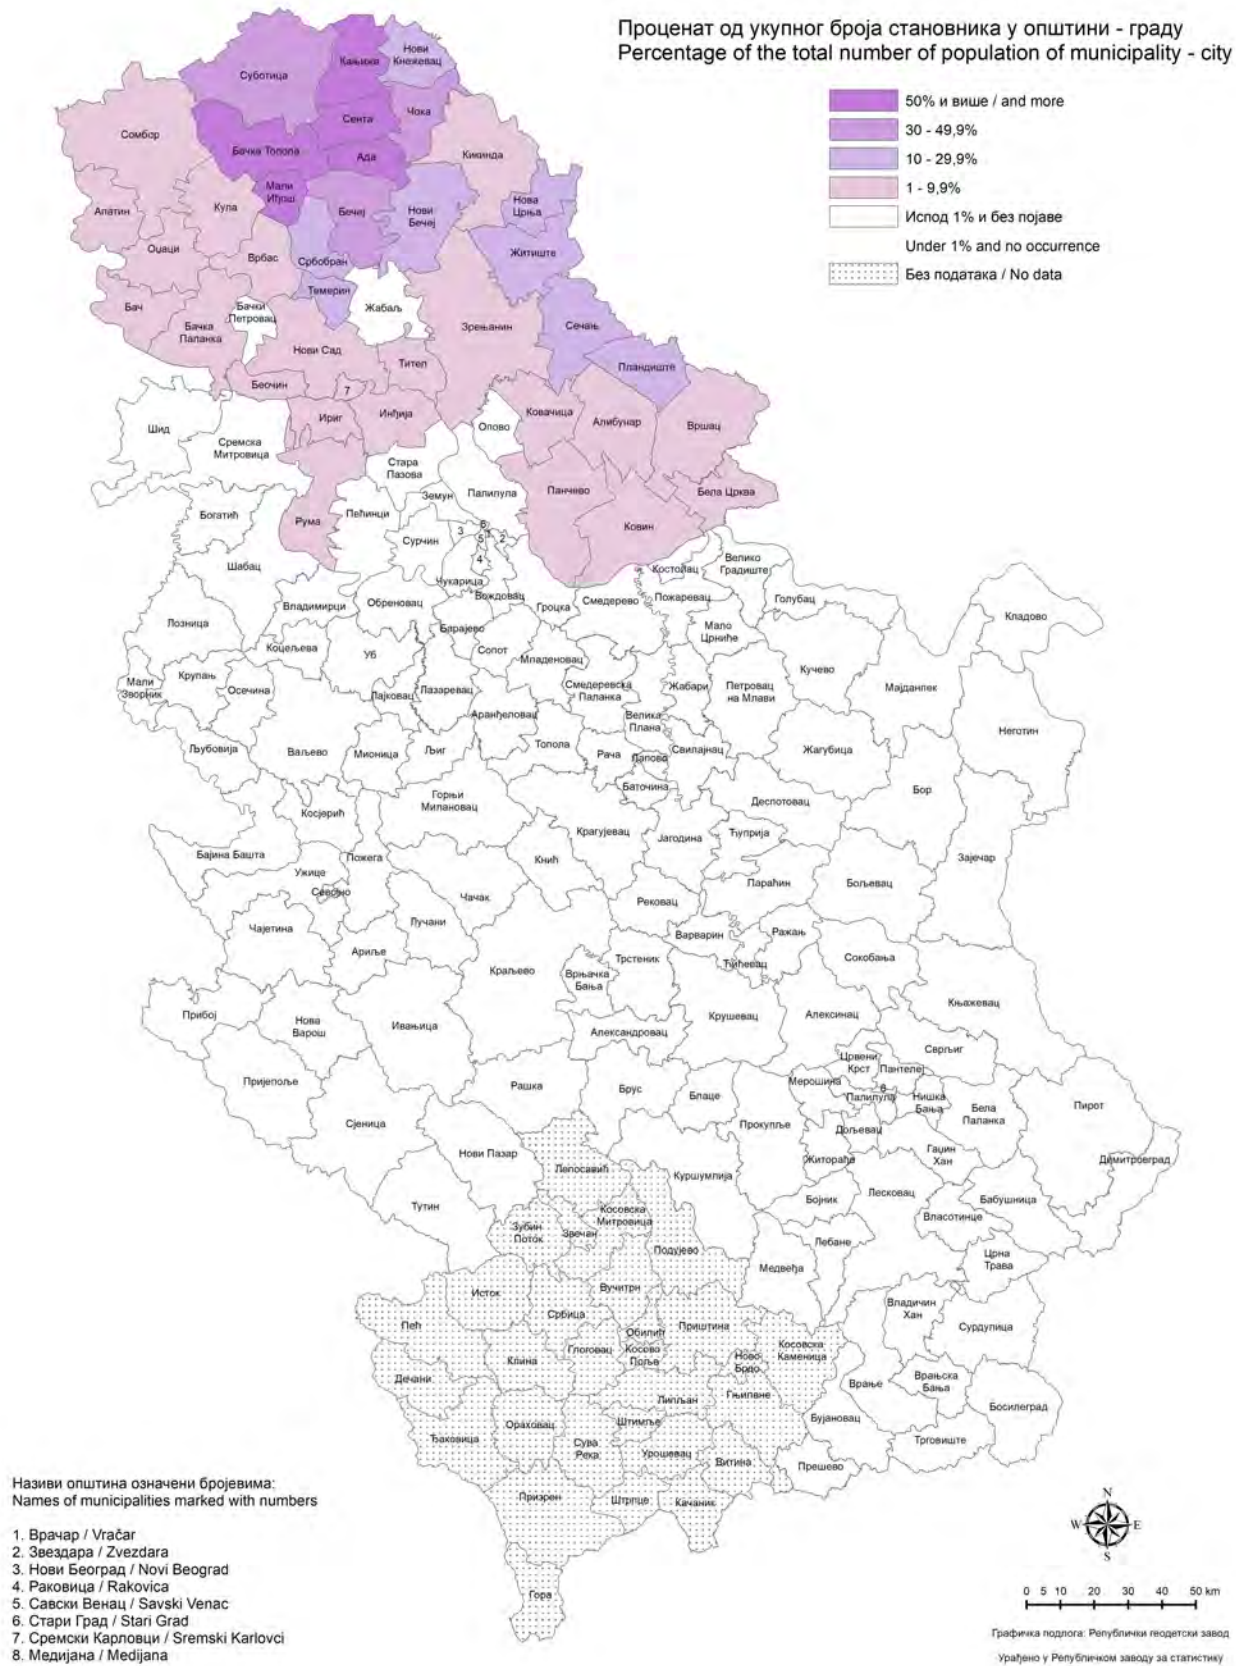 Проценат од укупног броја становника у општини - граду
Percentage of the total number of population of municipality - city
50% и више / and more
30 - 49,9%
10 - 29,9%
1 - 9,9%
Испод 1% и без појаве
Under 1% and no occurrence
Без података / No data
Суботица
Кањижа
Нови
Кнежевац
Сомбор
Сента
Чока
Бачка Топола
Ада
Кикинда
Мали
Иђош
Апатин
Кула
Бечеј
Нови
Бечеј
Нова
Црња
Оџаци
Врбас
Србобран
Житиште
Темерин
Бач
Бачки
Петровац
Жабаљ
Бачка
Паланка
Зрењанин
Сечањ
Нови Сад
Тител
Пландиште
Беочин
7
Ириг
Инђија
Ковачица
Алибунар
Вршац
Шид
Сремска
Митровица
Опово
Стара
Пазова
Земун
Палилула
Панчево
Бела Црква
Богатић
Рума
Пећинци
Ковин
Сурчин
3
6
5
1
2
4
Шабац
Чукарица
Костолац
Велико
Градиште
Владимирци
Обреновац
Вождовац
Гроцка
Смедерево
Пожаревац
Голубац
Лозница
Барајево
Мало
Црниће
Кладово
Коцељева
Уб
Сопот
Младеновац
Кучево
Мали
Зворник
Крупањ
Осечина
Лајковац
Лазаревац
Смедеревска
Паланка
Жабари
Петровац
на Млави
Мајданпек
Аранђеловац
Велика
Плана
Неготин
Љубовија
Ваљево
Мионица
Љиг
Топола
Рача
Лапово
Свилајнац
Жагубица
Баточина
Бор
Косјерић
Горњи
Милановац
Деспотовац
Крагујевац
Јагодина
Ћуприја
Бајина Башта
Пожега
Кнић
Зајечар
Ужице
Севојно
Параћин
Бољевац
Чачак
Рековац
Чајетина
Лучани
Варварин
Ражањ
Ариље
Краљево
Трстеник
Ћићевац
Сокобања
Врњачка
Бања
Прибој
Нова
Варош
Ивањица
Крушевац
Алексинац
Књажевац
Александровац
Сврљиг
Црвени
Крст
Пантелеј
Пријепоље
Рашка
Брус
Блаце
Мерошина
8
Палилула
Нишка
Бања
Бела
Паланка
Пирот
Сјеница
Прокупље
Дољевац
Нови Пазар
Лепосавић
Житорађа
Гаџин
Хан
Димитровград
Куршумлија
Тутин
Косовска
Митровица
Бојник
Лесковац
Бабушница
Зубин
Поток
Звечан
Власотинце
Подујево
Лебане
Медвеђа
Црна
Трава
Исток
Вучитрн
Србица
Владичин
Хан
Пећ
Обилић
Приштина
Сурдулица
Глоговац
Косово
Поље
Ново
Брдо
Косовска
Каменица
Клина
Дечани
Врање
Врањска
Бања
Липљан
Гњилане
Босилеград
Ораховац
Штимље
Бујановац
Ђаковица
Сува
Река
Урошевац
Витина
Трговиште
Прешево
Призрен
Штрпце
Качаник
Гора
Називи општина означени бројевима:
Names of municipalities marked with numbers
1. Врачар / Vračar
2. Звездара / Zvezdara
3. Нови Београд / Novi Beograd
4. Раковица / Rakovica
5. Савски Венац / Savski Venac
6. Стари Град / Stari Grad
7. Сремски Карловци / Sremski Karlovci
8. Медијана / Medijana
N
W E
S
0 5 10 20 30 40 50 km
Графичка подлога: Републички геодетски завод
Урађено у Републичком заводу за статистику